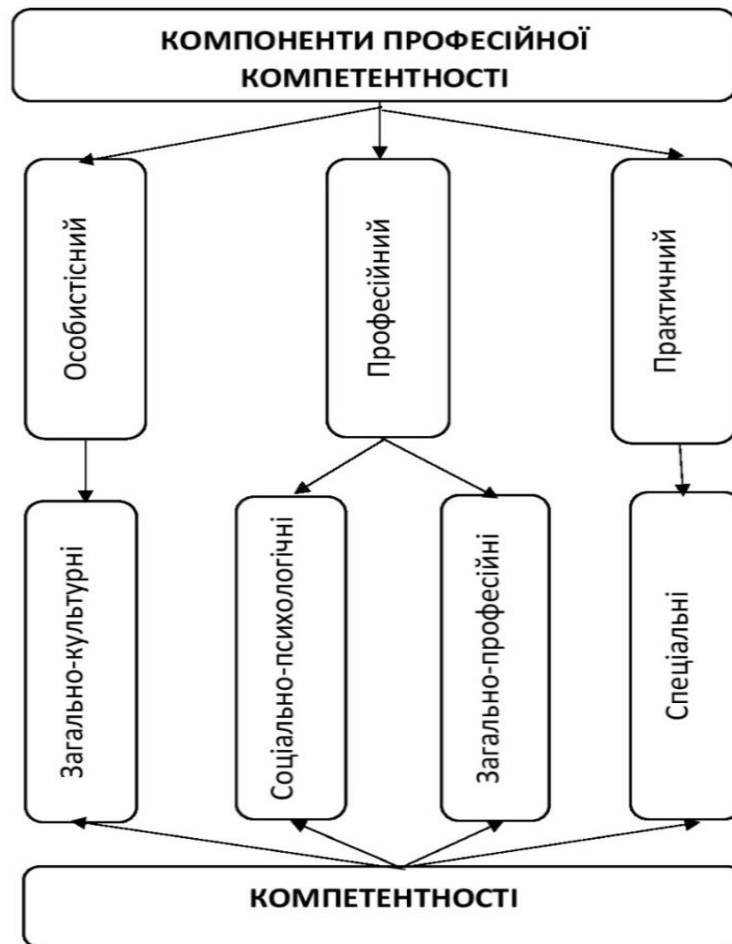 КОМПОНЕНТИ ПРОФЕСІЙНОЇ
КОМПЕТЕНТНОСТІ
Особистісний
Професійний
Практичний
Загально-культурні
Соціально-психологічні
Загально-професійні
Спеціальні
КОМПЕТЕНТНОСТІ